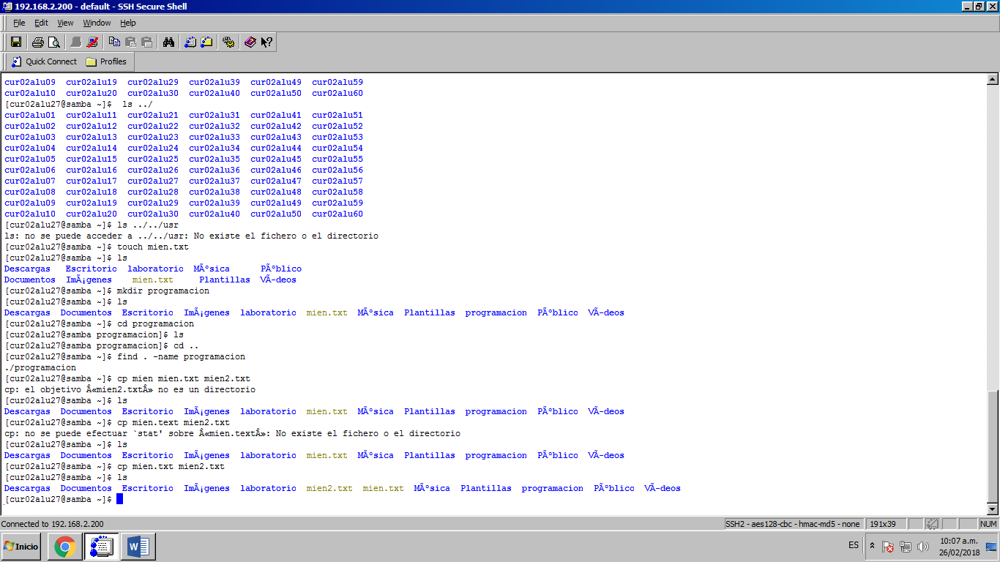 192.168.2.200 - default - SSH Secure Shell
File Edit View Window Help
Quick Connect Profiles
cur02alu09 cur02alu19 cur02alu29 cur02alu39 cur02alu49 cur02alu59
cur02alu10 cur02alu20 cur02alu30 cur02alu40 cur02alu50 cur02alu60
[cur02alu27@samba ~]$ ls ../
cur02alu01 cur02alu11 cur02alu21 cur02alu31 cur02alu41 cur02alu51
cur02alu02 cur02alu12 cur02alu22 cur02alu32 cur02alu42 cur02alu52
cur02alu03 cur02alu13 cur02alu23 cur02alu33 cur02alu43 cur02alu53
cur02alu04 cur02alu14 cur02alu24 cur02alu34 cur02alu44 cur02alu54
cur02alu05 cur02alu15 cur02alu25 cur02alu35 cur02alu45 cur02alu55
cur02alu06 cur02alu16 cur02alu26 cur02alu36 cur02alu46 cur02alu56
cur02alu07 cur02alu17 cur02alu27 cur02alu37 cur02alu47 cur02alu57
cur02alu08 cur02alu18 cur02alu28 cur02alu38 cur02alu48 cur02alu58
cur02alu09 cur02alu19 cur02alu29 cur02alu39 cur02alu49 cur02alu59
cur02alu10 cur02alu20 cur02alu30 cur02alu40 cur02alu50 cur02alu60
[cur02alu27@samba ~]$ ls ../../usr
ls: no se puede acceder a ../../usr: No existe el fichero o el directorio
[cur02alu27@samba ~]$ touch mien.txt
[cur02alu27@samba ~]$ ls
Descargas Escritorio laboratorio MÃºsica PÃºblico
Documentos ImÃ¡genes mien.txt Plantillas VÃ-deos
[cur02alu27@samba ~]$ mkdir programacion
[cur02alu27@samba ~]$ ls
Descargas Documentos Escritorio ImÃ¡genes laboratorio mien.txt MÃºsica Plantillas programacion PÃºblico VÃ-deos
[cur02alu27@samba ~]$ cd programacion
[cur02alu27@samba programacion]$ ls
[cur02alu27@samba programacion]$ cd ..
[cur02alu27@samba ~]$ find . -name programacion
./programacion
[cur02alu27@samba ~]$ cp mien mien.txt mien2.txt
cp: el objetivo Â«mien2.txtÂ» no es un directorio
[cur02alu27@samba ~]$ ls
Descargas Documentos Escritorio ImÃ¡genes laboratorio mien.txt MÃºsica Plantillas programacion PÃºblico VÃ-deos
[cur02alu27@samba ~]$ cp mien.text mien2.txt
cp: no se puede efectuar `stat' sobre Â«mien.textÂ»: No existe el fichero o el directorio
[cur02alu27@samba ~]$ ls
Descargas Documentos Escritorio ImÃ¡genes laboratorio mien.txt MÃºsica Plantillas programacion PÃºblico VÃ-deos
[cur02alu27@samba ~]$ cp mien.txt mien2.txt
[cur02alu27@samba ~]$ ls
Descargas Documentos Escritorio ImÃ¡genes laboratorio mien2.txt mien.txt MÃºsica Plantillas programacion PÃºblico VÃ-deos
[cur02alu27@samba ~]$
Connected to 192.168.2.200 SSH2 - aes128-cbc - hmac-md5 - none 191x39 NUM
Inicio ES 10:07 a.m.
26/02/2018